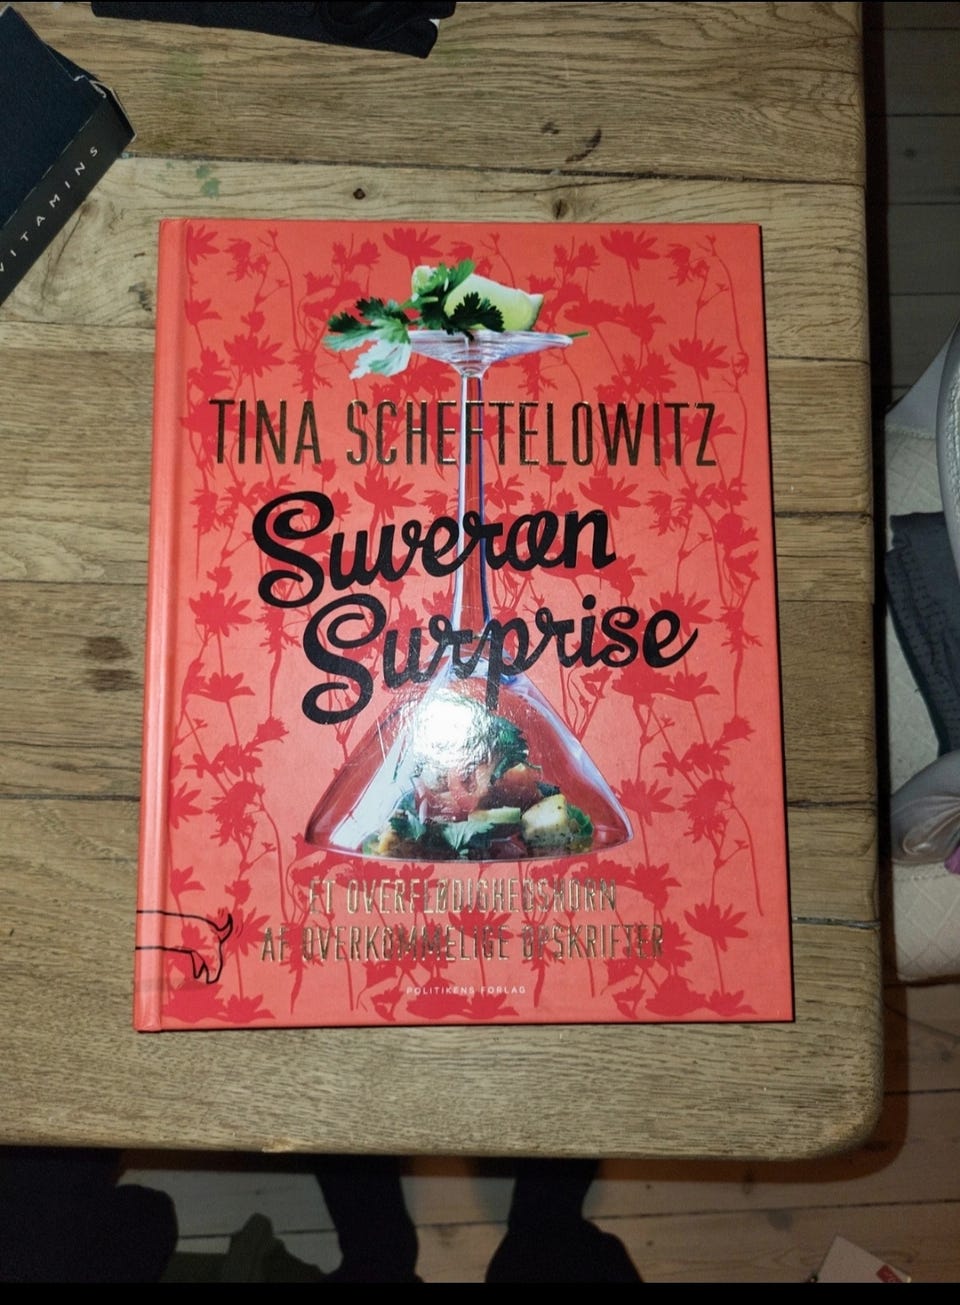 VITAMINS
TINA SCHEFTELOWITZ
Suveræn
Surprise
ET OVERFLØDIGHEDSHORN
AF OVERKOMMELIGE OPSKRIFTER
POLITIKENS FORLAG